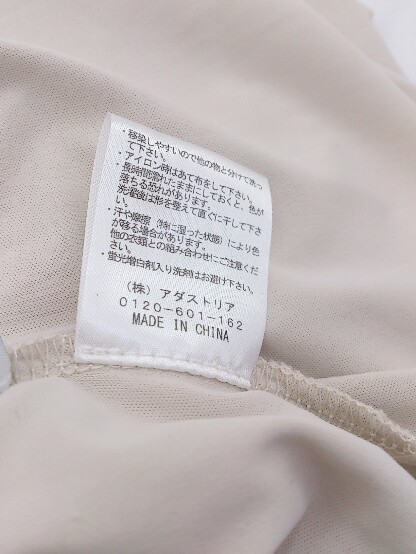 ・移染しやすいので他の物と分けて洗っ
て下さい。
・アイロン時はあて布をして下さい。
・長時間濡れたままにしておくと、色が
落ちる恐れがあります。
洗濯後は形を整えて直ぐに干して下さ
い。
・汗や摩擦（特に湿った状態）により色
が移る場合があります。
他の衣類との組み合わせにご注意くださ
い。
・蛍光増白剤入り洗剤はお避け下さい。
（株）アダストリア
0120-601-162
MADE IN CHINA